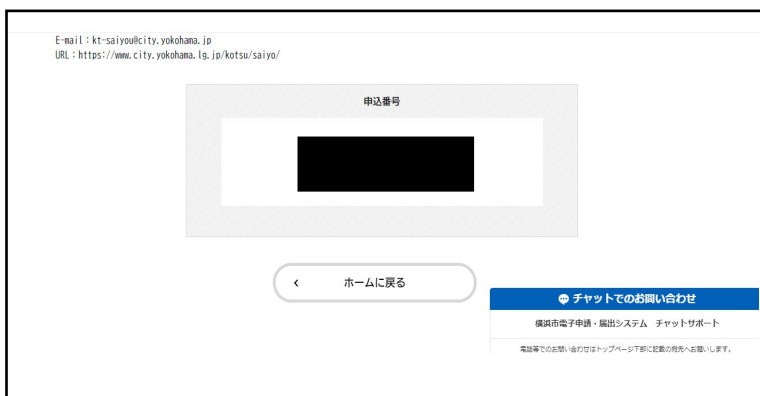 E-mail：kt-saiyou@city.yokohama.jp
URL：https://www.city.yokohama.lg.jp/kotsu/saiyo/
申込番号
ホームに戻る
チャットでのお問い合わせ
横浜市電子申請・届出システム　チャットサポート
電話等でのお問い合わせはトップページ下部に記載の宛先へお願いします。